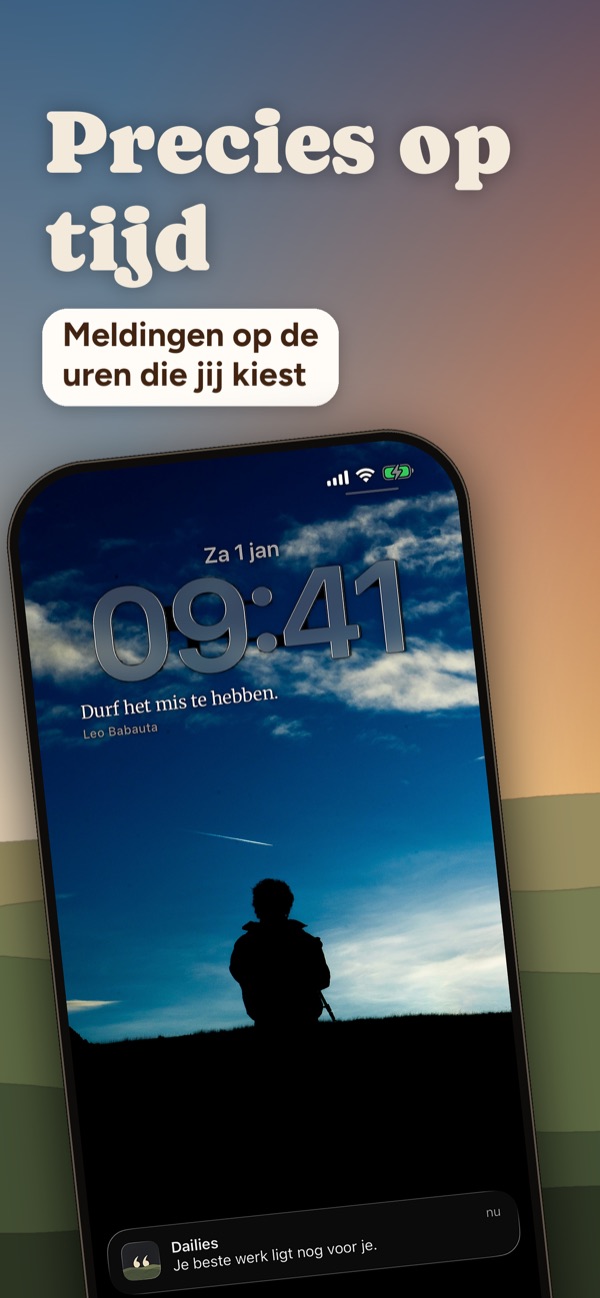 Precies op
tijd
Meldingen op de
uren die jij kiest
Za 1 jan
09:41
Durf het mis te hebben.
Leo Babauta
Dailies
nu
Je beste werk ligt nog voor je.